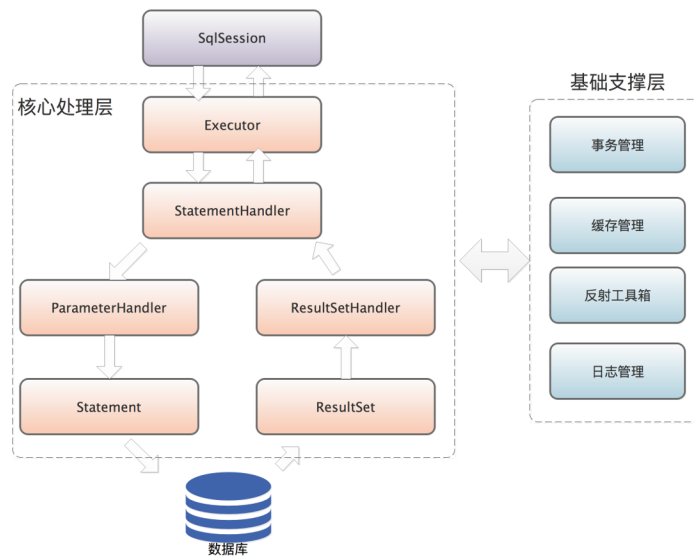 SqlSession
核心处理层
Executor
StatementHandler
ParameterHandler
ResultSetHandler
Statement
ResultSet
数据库
基础支撑层
事务管理
缓存管理
反射工具箱
日志管理